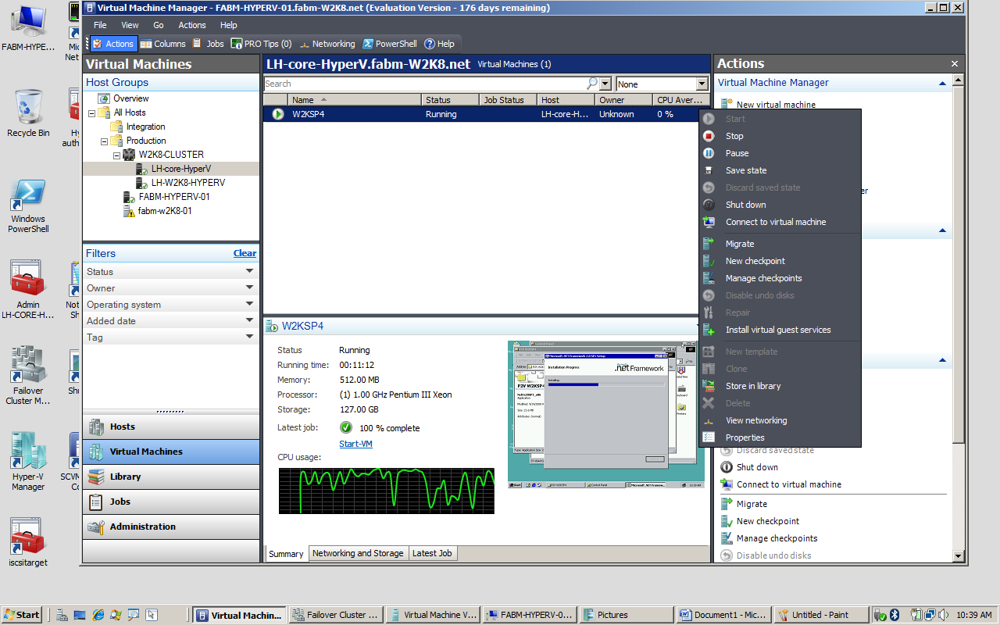 Virtual Machine Manager - FABM-HYPERV-01.fabm-W2K8.net (Evaluation Version - 176 days remaining)
File View Go Actions Help
Actions Columns Jobs PRO Tips (0) Networking PowerShell Help
FABM-HYPE...
Recycle Bin
Windows
PowerShell
Admin
LH-CORE-H...
Failover
Cluster M...
Hyper-V
Manager
iscsitarget
Virtual Machines
Host Groups
Overview
All Hosts
Integration
Production
W2K8-CLUSTER
LH-core-HyperV
LH-W2K8-HYPERV
FABM-HYPERV-01
fabm-w2K8-01
Filters Clear
Status
Owner
Operating system
Added date
Tag
Hosts
Virtual Machines
Library
Jobs
Administration
LH-core-HyperV.fabm-W2K8.net Virtual Machines (1)
Search None
Name Status Job Status Host Owner CPU Aver...
W2KSP4 Running LH-core-H... Unknown 0 %
W2KSP4
Status Running
Running time: 00:11:12
Memory: 512.00 MB
Processor: (1) 1.00 GHz Pentium III Xeon
Storage: 127.00 GB
Latest job: 100 % complete
Start-VM
CPU usage:
Installation Progress
.net Framework
Summary Networking and Storage Latest Job
Actions
Virtual Machine Manager
New virtual machine
Start
Stop
Pause
Save state
Discard saved state
Shut down
Connect to virtual machine
Migrate
New checkpoint
Manage checkpoints
Disable undo disks
Repair
Install virtual guest services
New template
Clone
Store in library
Delete
View networking
Properties
Discard saved state
Shut down
Connect to virtual machine
Migrate
New checkpoint
Manage checkpoints
Disable undo disks
Start Virtual Machin... Failover Cluster ... Virtual Machine V... FABM-HYPERV-0... Pictures Document1 - Mic... Untitled - Paint 10:39 AM